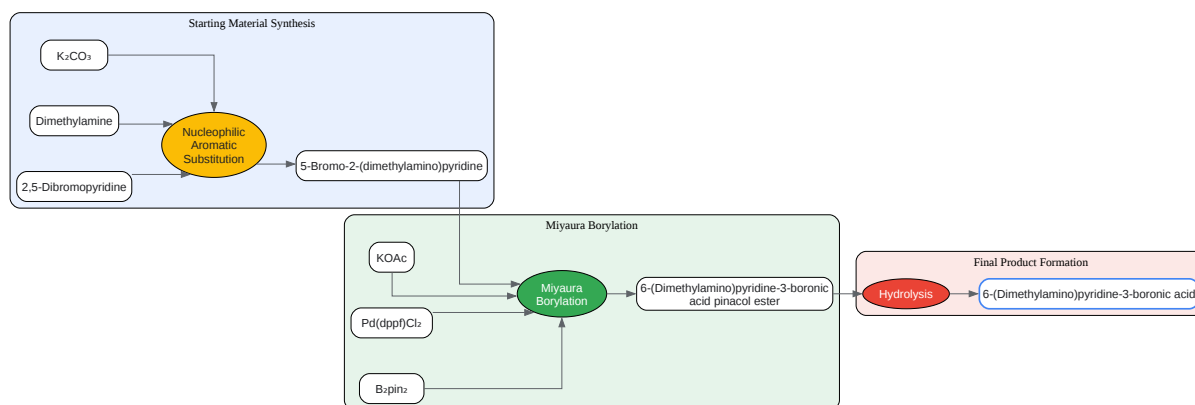 Starting Material Synthesis
K₂CO₃
Dimethylamine
2,5-Dibromopyridine
Nucleophilic
Aromatic
Substitution
5-Bromo-2-(dimethylamino)pyridine
Miyaura Borylation
KOAc
Pd(dppf)Cl₂
B₂pin₂
Miyaura
Borylation
6-(Dimethylamino)pyridine-3-boronic
acid pinacol ester
Final Product Formation
Hydrolysis
6-(Dimethylamino)pyridine-3-boronic acid